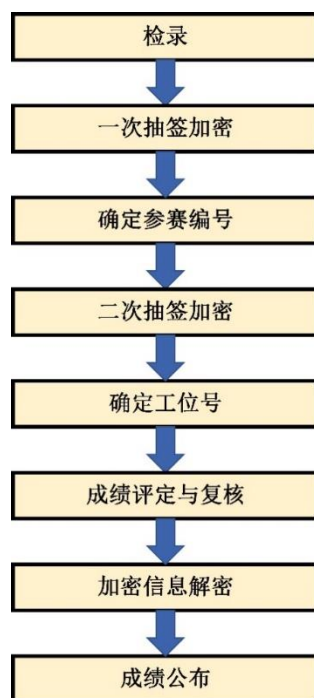 检录
一次抽签加密
确定参赛编号
二次抽签加密
确定工位号
成绩评定与复核
加密信息解密
成绩公布